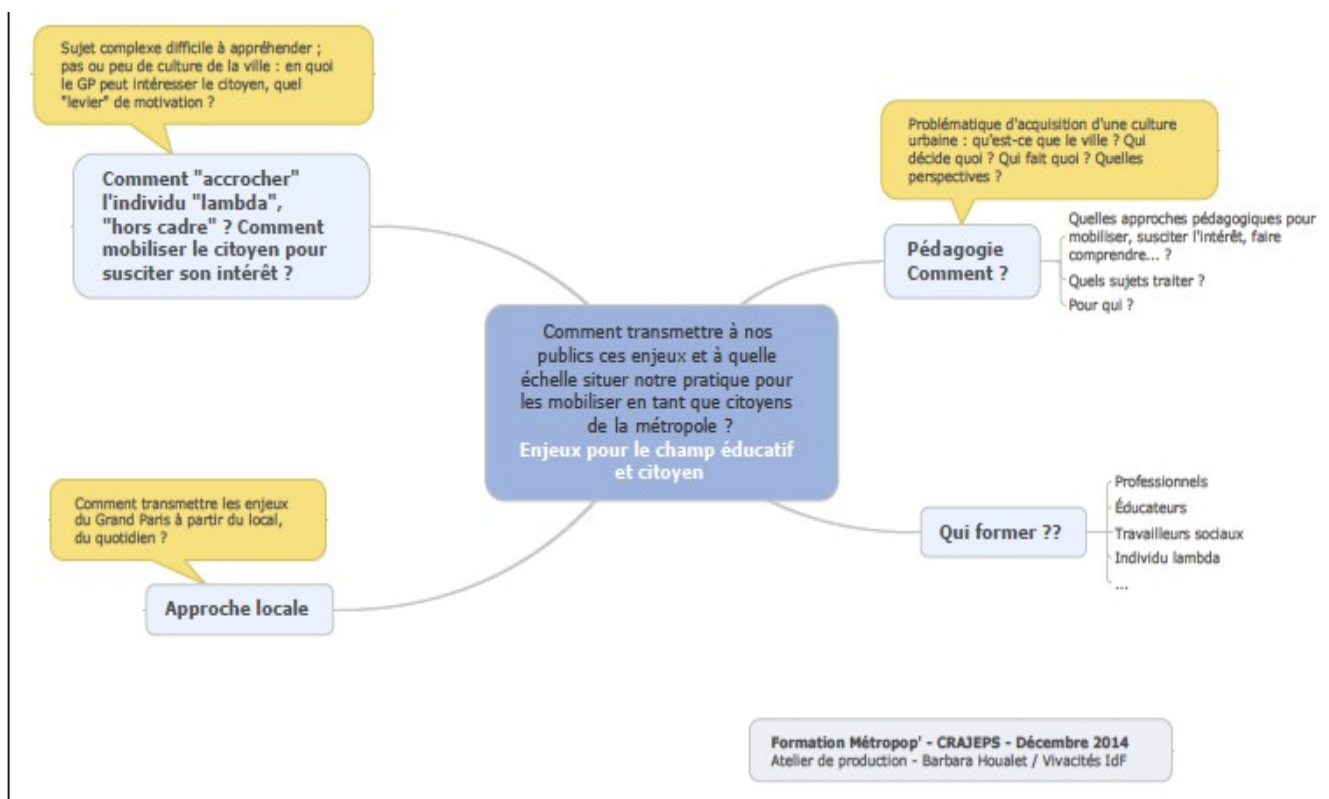 Sujet complexe difficile à appréhender ;
pas ou peu de culture de la ville : en quoi
le GP peut intéresser le citoyen, quel
"levier" de motivation ?
Comment "accrocher"
l'individu "lambda",
"hors cadre" ? Comment
mobiliser le citoyen pour
susciter son intérêt ?
Problématique d'acquisition d'une culture
urbaine : qu'est-ce que le ville ? Qui
décide quoi ? Qui fait quoi ? Quelles
perspectives ?
Pédagogie
Comment ?
Quelles approches pédagogiques pour
mobiliser, susciter l'intérêt, faire
comprendre... ?
Quels sujets traiter ?
Pour qui ?
Comment transmettre à nos
publics ces enjeux et à quelle
échelle situer notre pratique pour
les mobiliser en tant que citoyens
de la métropole ?
Enjeux pour le champ éducatif
et citoyen
Comment transmettre les enjeux
du Grand Paris à partir du local,
du quotidien ?
Approche locale
Qui former ??
Professionnels
Éducateurs
Travailleurs sociaux
Individu lambda
...
Formation Métropop' - CRAJEPS - Décembre 2014
Atelier de production - Barbara Houalet / Vivacités IdF